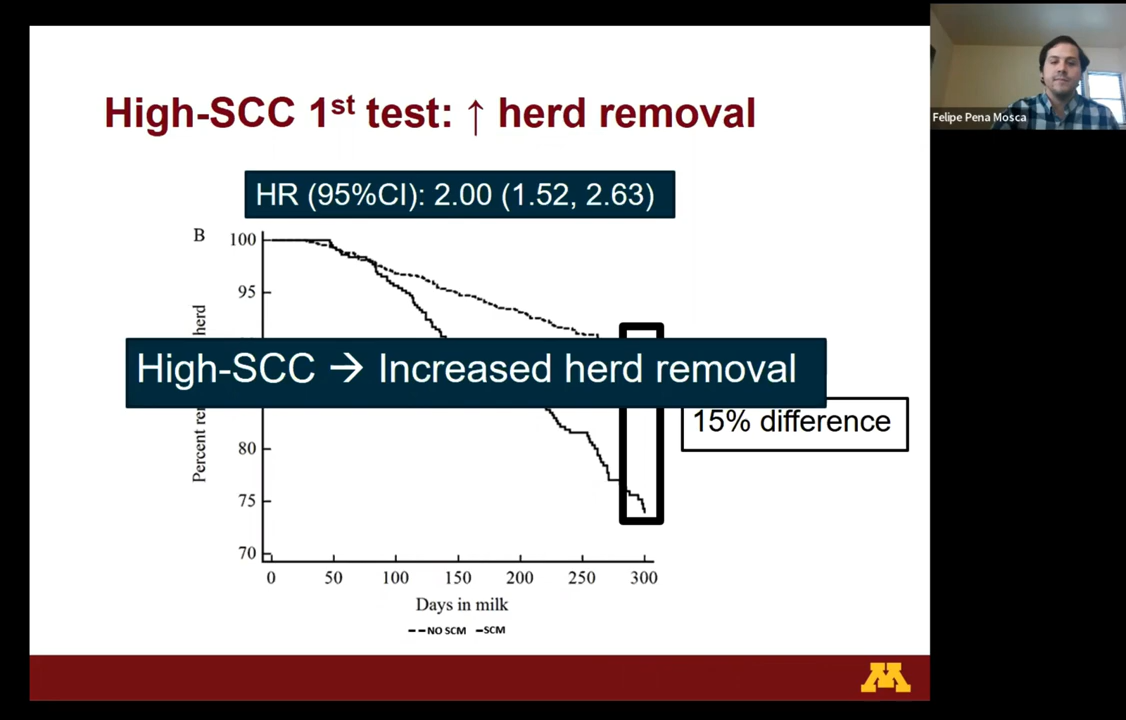 High-SCC 1st test: ↑ herd removal
Felipe Pena Mosca
HR (95%CI): 2.00 (1.52, 2.63)
B
100
95
80
75
70
herd
High-SCC → Increased herd removal
15% difference
0 50 100 150 200 250 300
Days in milk
NO SCM SCM
M